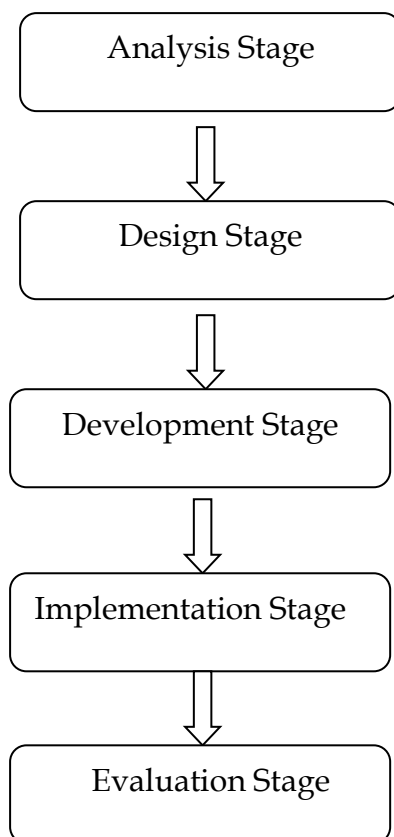 Analysis Stage
Design Stage
Development Stage
Implementation Stage
Evaluation Stage